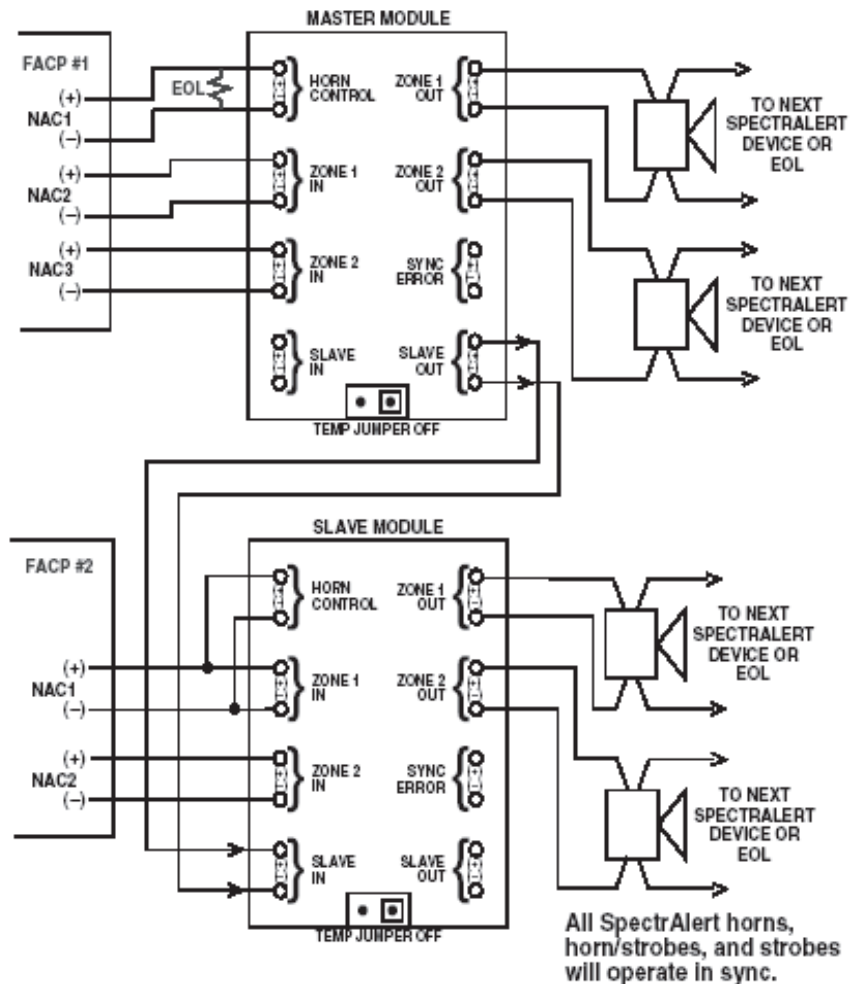 MASTER MODULE
FACP #1
(+)
NAC1
(–)
(+)
NAC2
(–)
(+)
NAC3
(–)
EOL
HORN
CONTROL
ZONE 1
IN
ZONE 2
IN
SLAVE
IN
ZONE 1
OUT
ZONE 2
OUT
SYNC
ERROR
SLAVE
OUT
TEMP JUMPER OFF
TO NEXT
SPECTRALERT
DEVICE OR
EOL
TO NEXT
SPECTRALERT
DEVICE OR
EOL
SLAVE MODULE
FACP #2
(+)
NAC1
(–)
(+)
NAC2
(–)
HORN
CONTROL
ZONE 1
IN
ZONE 2
IN
SLAVE
IN
ZONE 1
OUT
ZONE 2
OUT
SYNC
ERROR
SLAVE
OUT
TEMP JUMPER OFF
TO NEXT
SPECTRALERT
DEVICE OR
EOL
TO NEXT
SPECTRALERT
DEVICE OR
EOL
All SpectrAlert horns,
horn/strobes, and strobes
will operate in sync.